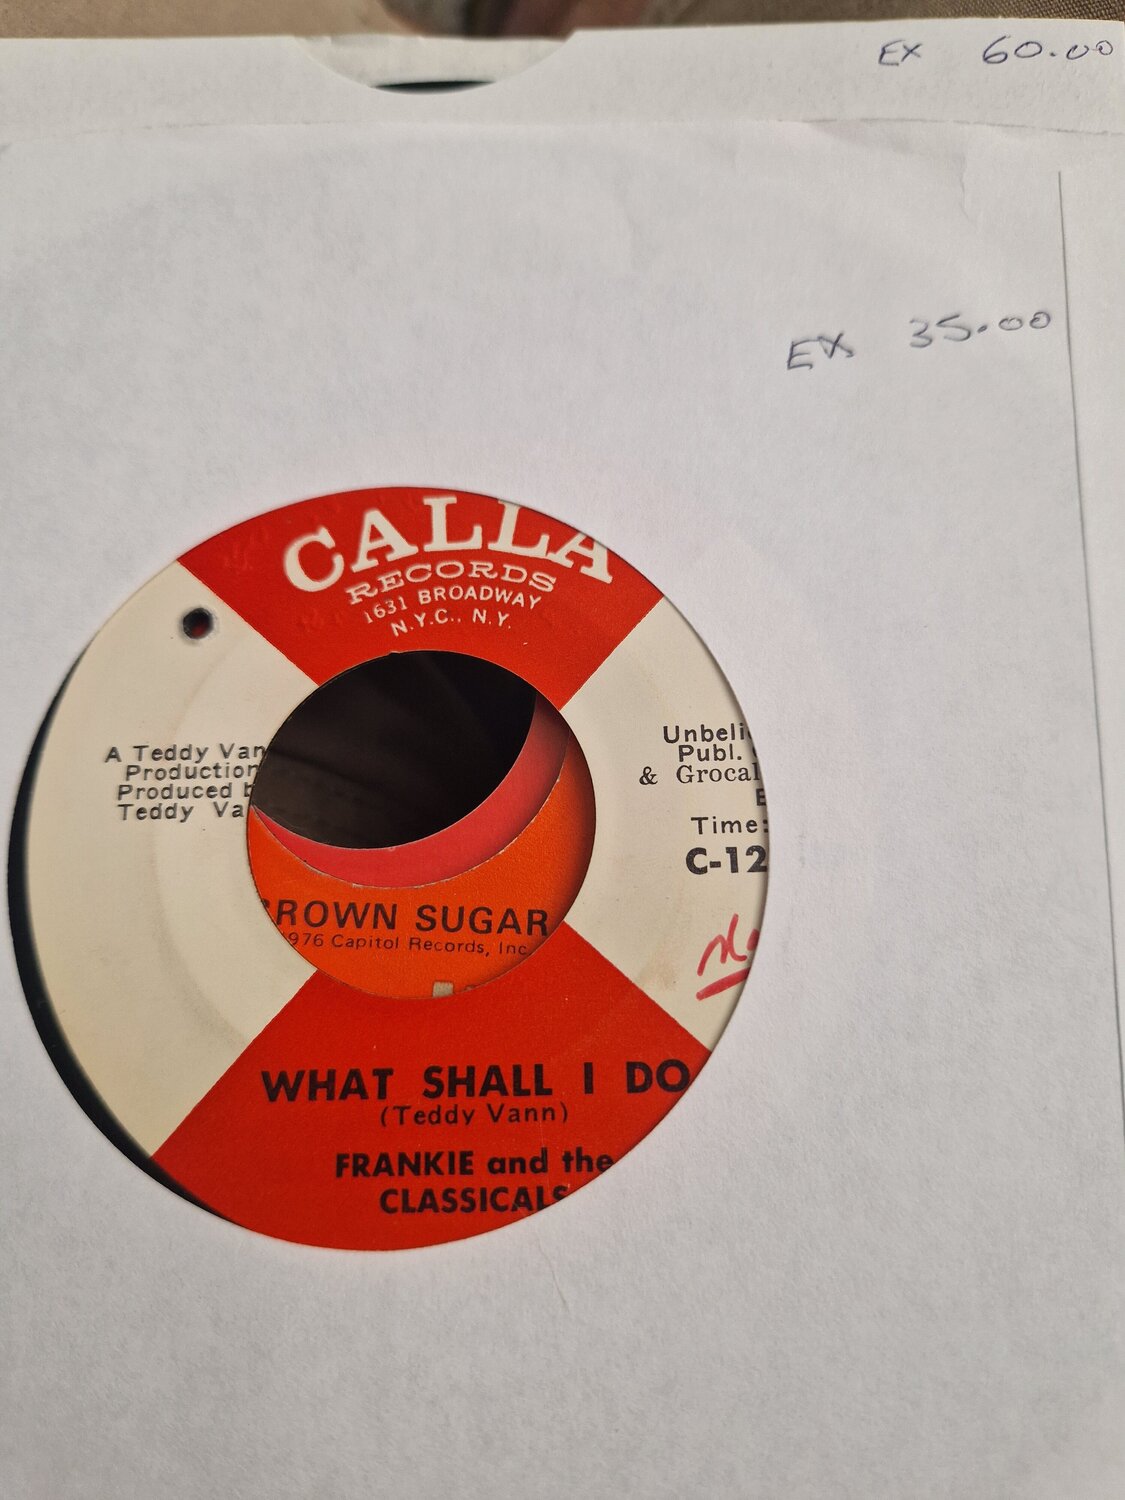 EX 60.00
EX 35.00
CALLA
RECORDS
1631 BROADWAY
N.Y.C., N.Y.
A Teddy Van
Production
Produced b
Teddy Va
Unbeli
Publ.
& Grocal
Time:
C-12
ROWN SUGAR
1976 Capitol Records, Inc.
WHAT SHALL I DO
(Teddy Vann)
FRANKIE and the
CLASSICALS